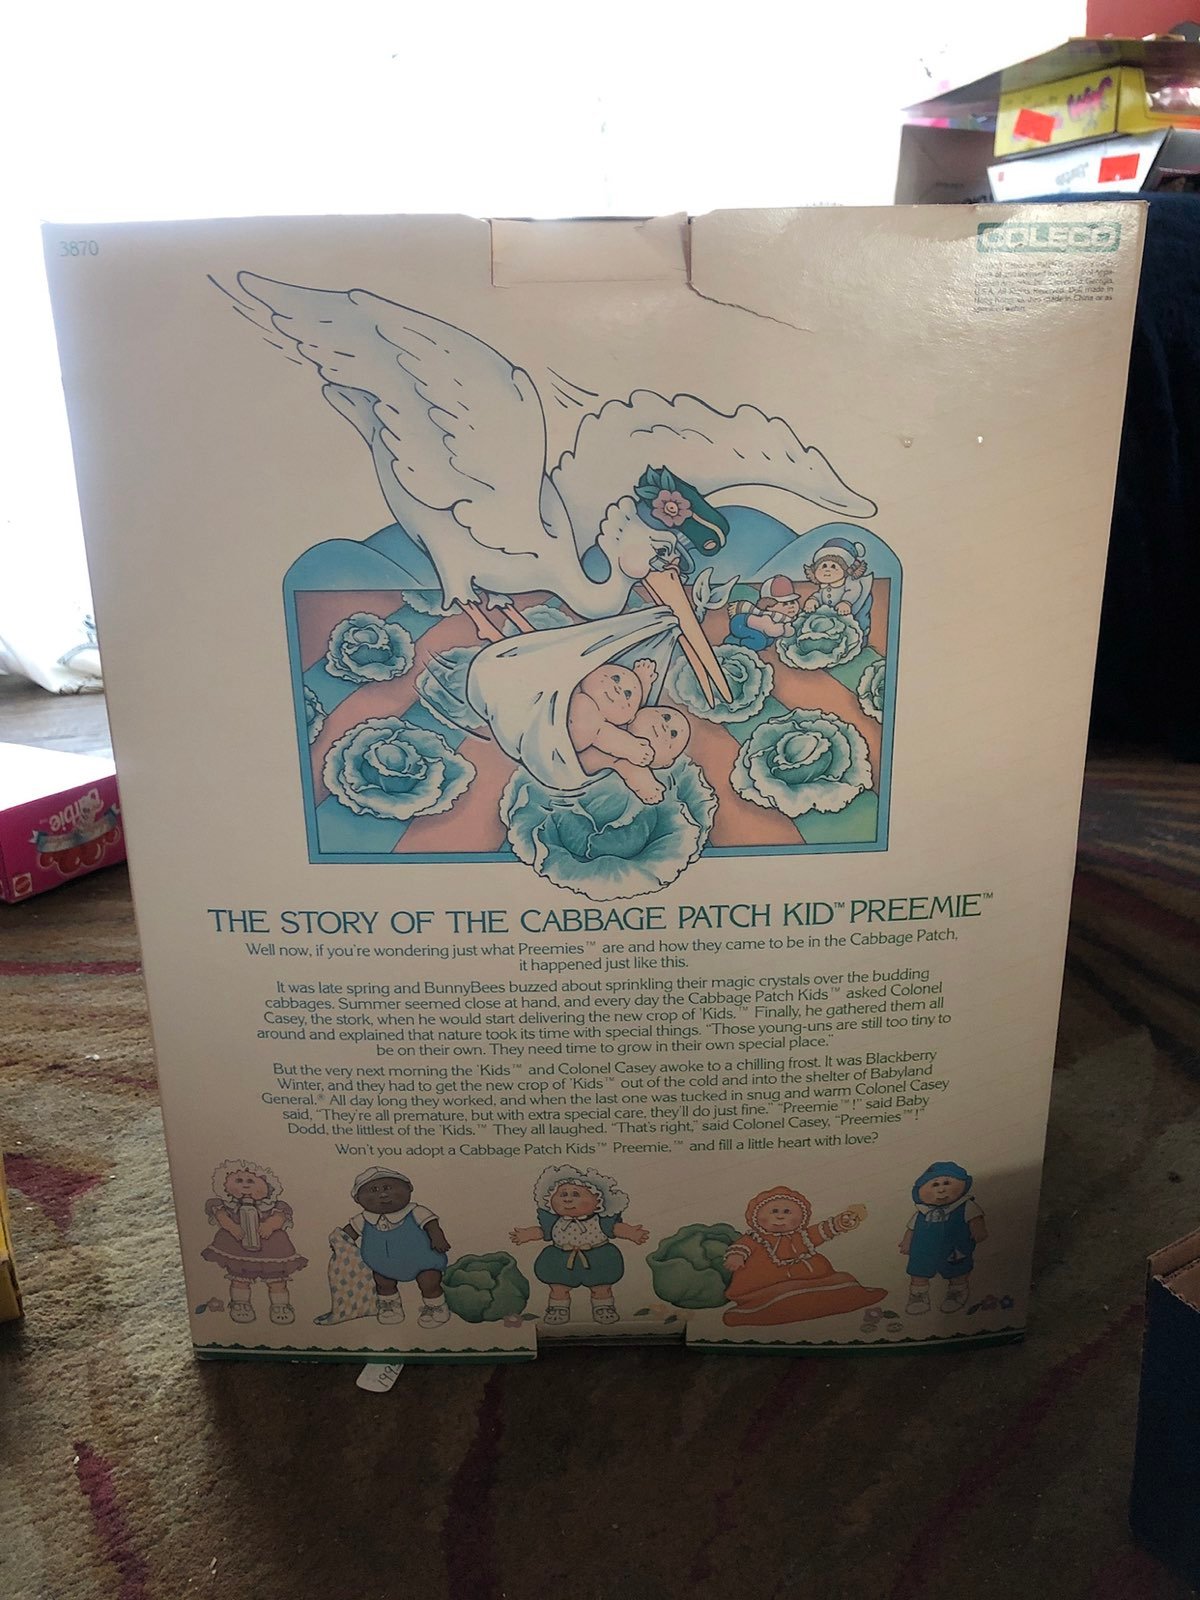 3870
COLECO
THE STORY OF THE CABBAGE PATCH KID™ PREEMIE™
Well now, if you're wondering just what Preemies™ are and how they came to be in the Cabbage Patch,
it happened just like this.
It was late spring and BunnyBees buzzed about sprinkling their magic crystals over the budding
cabbages. Summer seemed close at hand, and every day the Cabbage Patch Kids™ asked Colonel
Casey, the stork, when he would start delivering the new crop of 'Kids.™ Finally, he gathered them all
around and explained that nature took its time with special things. "Those young-uns are still too tiny to
be on their own. They need time to grow in their own special place."
But the very next morning the 'Kids™ and Colonel Casey awoke to a chilling frost. It was Blackberry
Winter, and they had to get the new crop of 'Kids™ out of the cold and into the shelter of Babyland
General.® All day long they worked, and when the last one was tucked in snug and warm Colonel Casey
said, "They're all premature, but with extra special care, they'll do just fine." "Preemie™!" said Baby
Dodd, the littlest of the 'Kids.™ They all laughed. "That's right," said Colonel Casey, "Preemies™!"
Won't you adopt a Cabbage Patch Kids™ Preemie,™ and fill a little heart with love?
Barbie